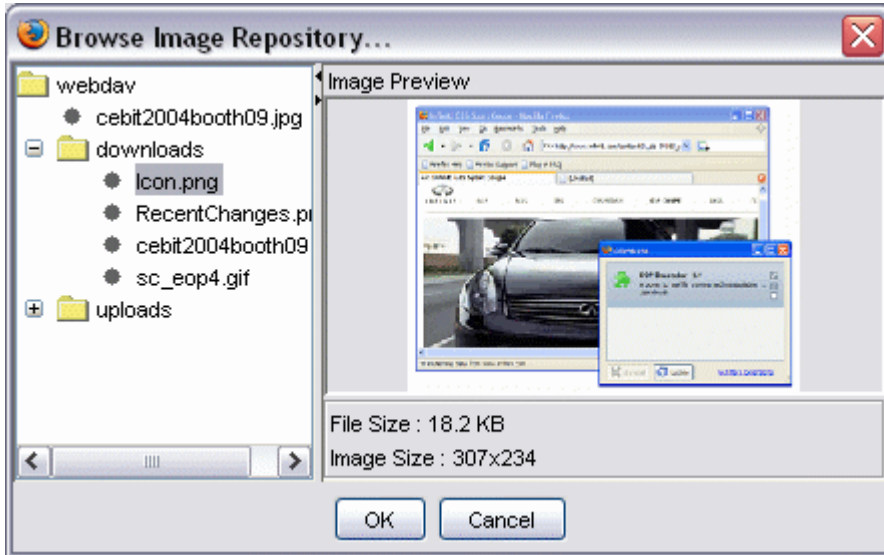 Browse Image Repository...
webdav
cebit2004booth09.jpg
downloads
Icon.png
RecentChanges.pr
cebit2004booth09
sc_eop4.gif
uploads
Image Preview
File Size : 18.2 KB
Image Size : 307x234
OK
Cancel